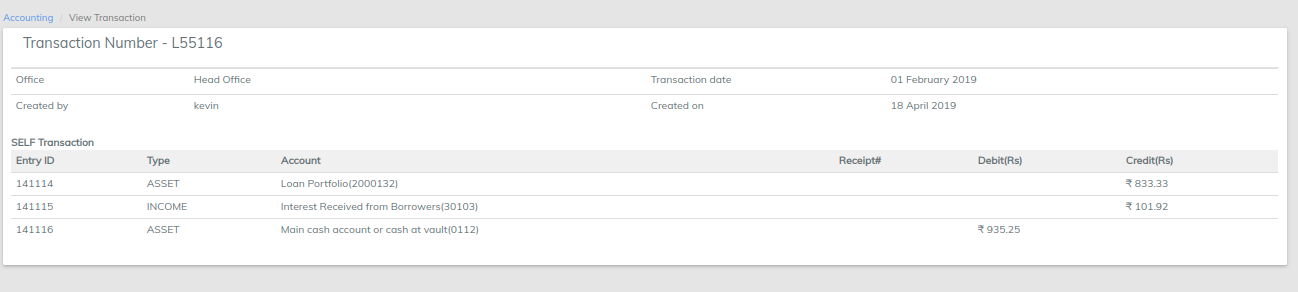 Accounting / View Transaction
Transaction Number - L55116
Office Head Office Transaction date 01 February 2019
Created by kevin Created on 18 April 2019
SELF Transaction
Entry ID Type Account Receipt# Debit(Rs) Credit(Rs)
141114 ASSET Loan Portfolio(2000132) ₹ 833.33
141115 INCOME Interest Received from Borrowers(30103) ₹ 101.92
141116 ASSET Main cash account or cash at vault(0112) ₹ 935.25